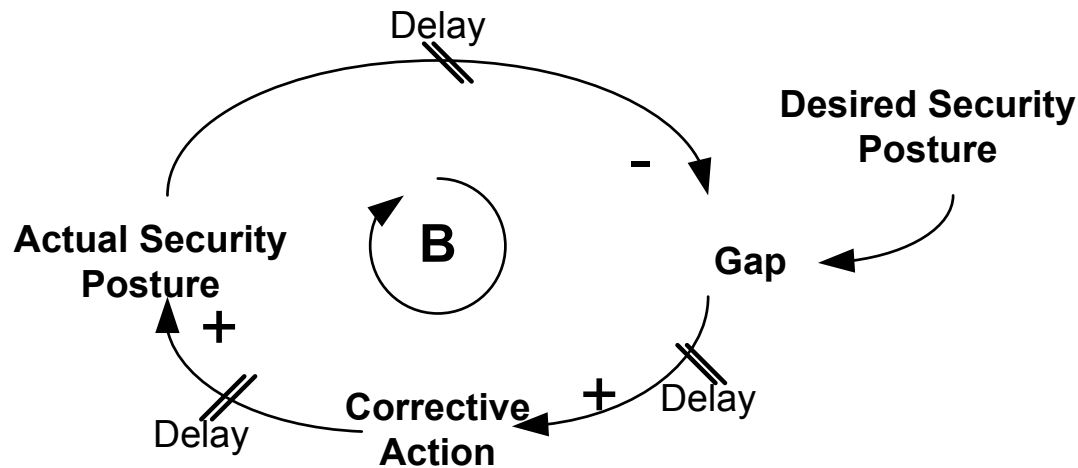 Delay
Desired Security
Posture
-
Actual Security
Posture
B
Gap
+
+
Delay
Corrective
Action
Delay